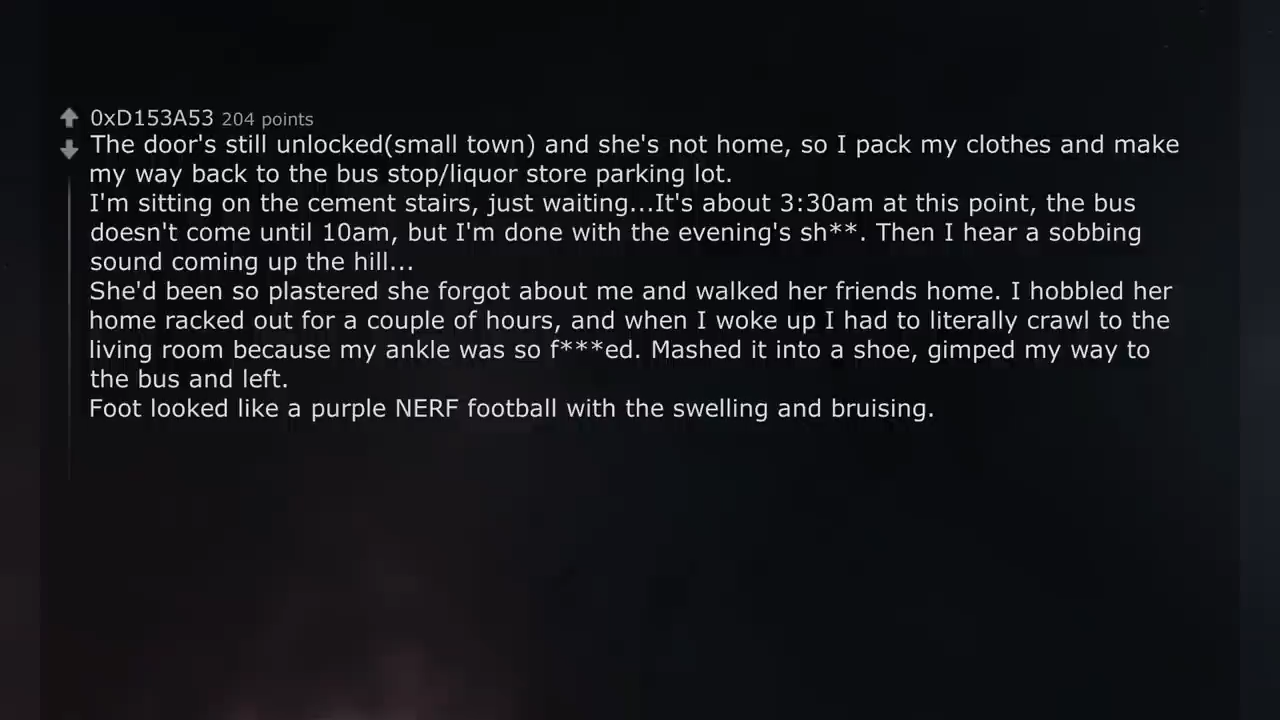 0xD153A53 204 points
The door's still unlocked(small town) and she's not home, so I pack my clothes and make
my way back to the bus stop/liquor store parking lot.
I'm sitting on the cement stairs, just waiting...It's about 3:30am at this point, the bus
doesn't come until 10am, but I'm done with the evening's sh**. Then I hear a sobbing
sound coming up the hill...
She'd been so plastered she forgot about me and walked her friends home. I hobbled her
home racked out for a couple of hours, and when I woke up I had to literally crawl to the
living room because my ankle was so f***ed. Mashed it into a shoe, gimped my way to
the bus and left.
Foot looked like a purple NERF football with the swelling and bruising.